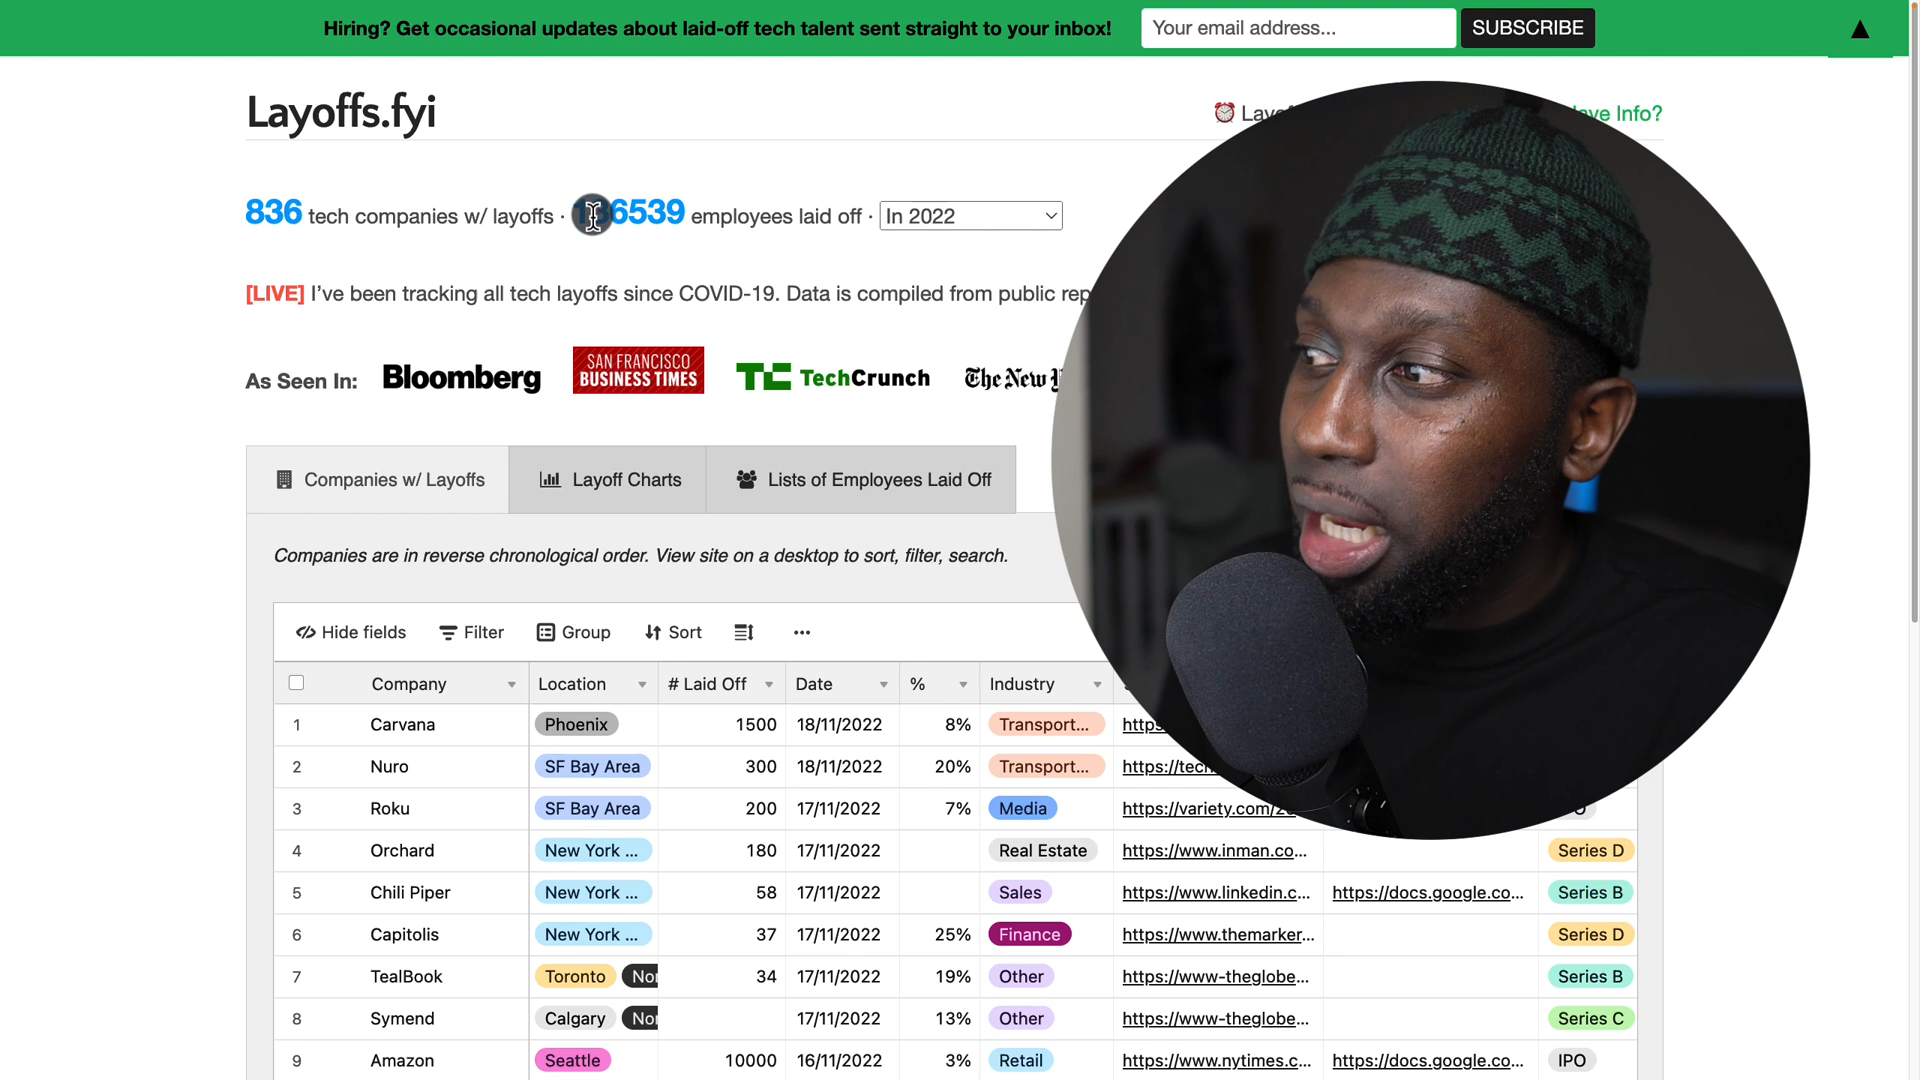 Hiring? Get occasional updates about laid-off tech talent sent straight to your inbox! Your email address... SUBSCRIBE
Layoffs.fyi
Have Info?
836 tech companies w/ layoffs · 136539 employees laid off · In 2022
[LIVE] I've been tracking all tech layoffs since COVID-19. Data is compiled from public
As Seen In: Bloomberg SAN FRANCISCO BUSINESS TIMES TechCrunch The New
Companies w/ Layoffs Layoff Charts Lists of Employees Laid Off
Companies are in reverse chronological order. View site on a desktop to sort, filter, search.
Hide fields Filter Group Sort ...
Company Location # Laid Off Date % Industry
1 Carvana Phoenix 1500 18/11/2022 8% Transport...
2 Nuro SF Bay Area 300 18/11/2022 20% Transport... https://tech
3 Roku SF Bay Area 200 17/11/2022 7% Media https://variety.com/2
4 Orchard New York ... 180 17/11/2022 Real Estate https://www.inman.co... Series D
5 Chili Piper New York ... 58 17/11/2022 Sales https://www.linkedin.c... https://docs.google.co... Series B
6 Capitolis New York ... 37 17/11/2022 25% Finance https://www.themarker... Series D
7 TealBook Toronto Nor 34 17/11/2022 19% Other https://www-theglobe... Series B
8 Symend Calgary Nor 17/11/2022 13% Other https://www-theglobe... Series C
9 Amazon Seattle 10000 16/11/2022 3% Retail https://www.nytimes.c... https://docs.google.co... IPO